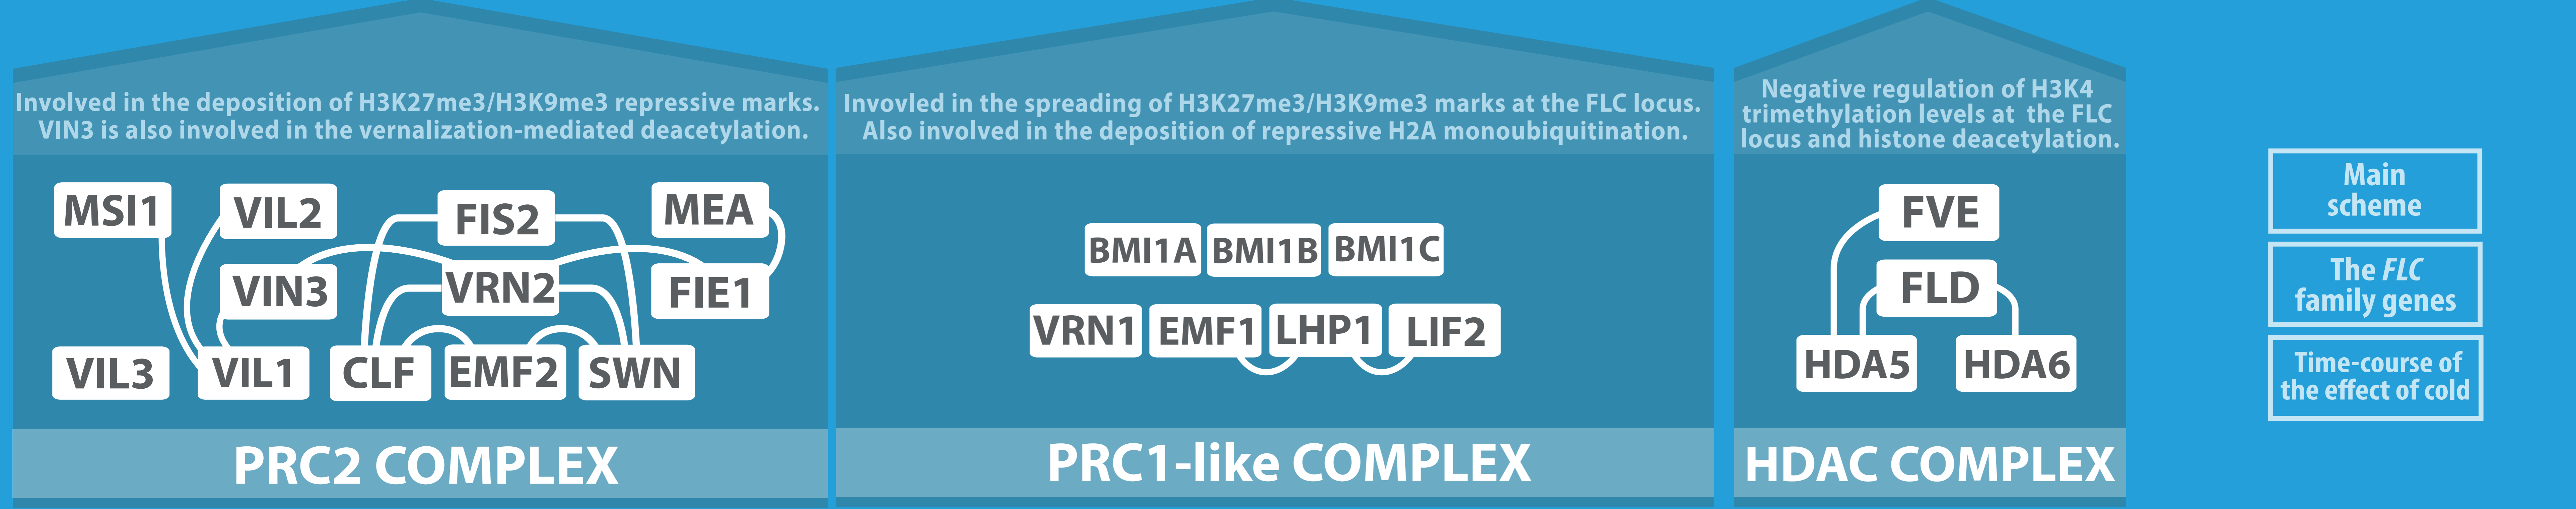 Involved in the deposition of H3K27me3/H3K9me3 repressive marks.
VIN3 is also involved in the vernalization-mediated deacetylation.
MSI1
VIL2
FIS2
MEA
VIN3
VRN2
FIE1
VIL3
VIL1
CLF
EMF2
SWN
PRC2 COMPLEX
Invovled in the spreading of H3K27me3/H3K9me3 marks at the FLC locus.
Also involved in the deposition of repressive H2A monoubiquitination.
BMI1A
BMI1B
BMI1C
VRN1
EMF1
LHP1
LIF2
PRC1-like COMPLEX
Negative regulation of H3K4
trimethylation levels at the FLC
locus and histone deacetylation.
FVE
FLD
HDA5
HDA6
HDAC COMPLEX
Main
scheme
The FLC
family genes
Time-course of
the effect of cold